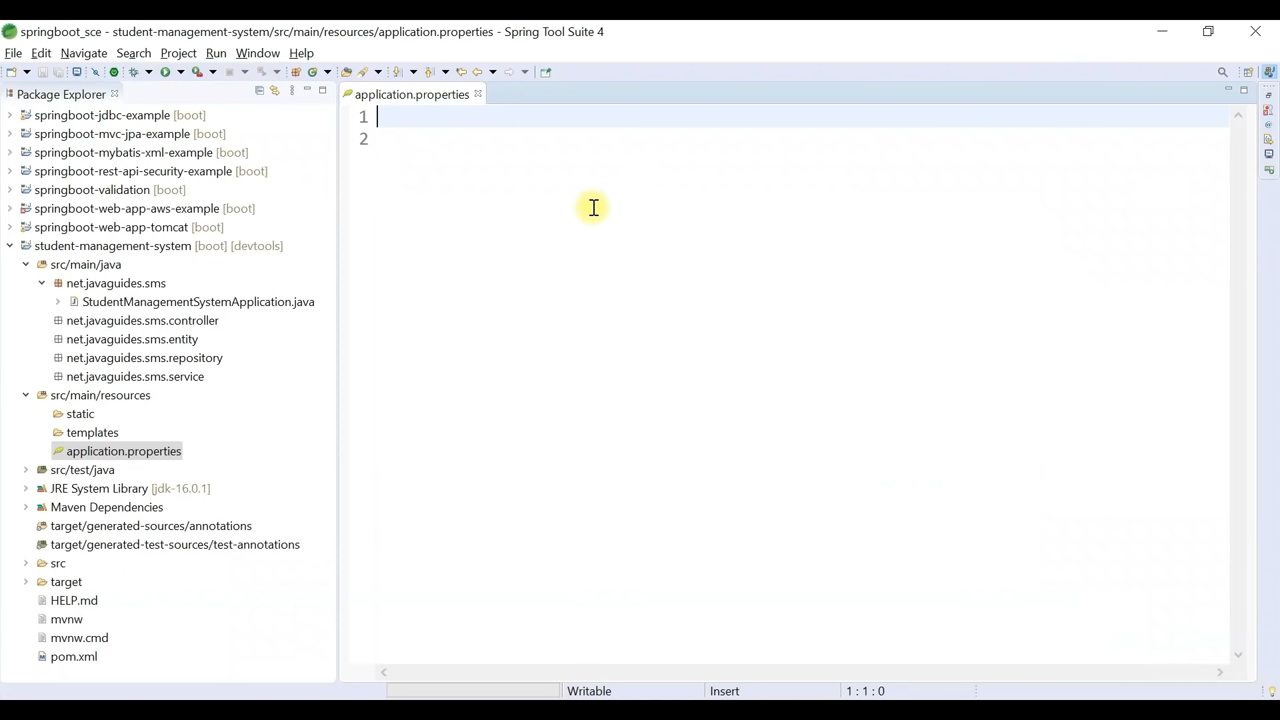 springboot_sce - student-management-system/src/main/resources/application.properties - Spring Tool Suite 4
File Edit Navigate Search Project Run Window Help
Package Explorer
application.properties
springboot-jdbc-example [boot]
springboot-mvc-jpa-example [boot]
springboot-mybatis-xml-example [boot]
springboot-rest-api-security-example [boot]
springboot-validation [boot]
springboot-web-app-aws-example [boot]
springboot-web-app-tomcat [boot]
student-management-system [boot] [devtools]
src/main/java
net.javaguides.sms
StudentManagementSystemApplication.java
net.javaguides.sms.controller
net.javaguides.sms.entity
net.javaguides.sms.repository
net.javaguides.sms.service
src/main/resources
static
templates
application.properties
src/test/java
JRE System Library [jdk-16.0.1]
Maven Dependencies
target/generated-sources/annotations
target/generated-test-sources/test-annotations
src
target
HELP.md
mvnw
mvnw.cmd
pom.xml
1
2
Writable Insert 1 : 1 : 0